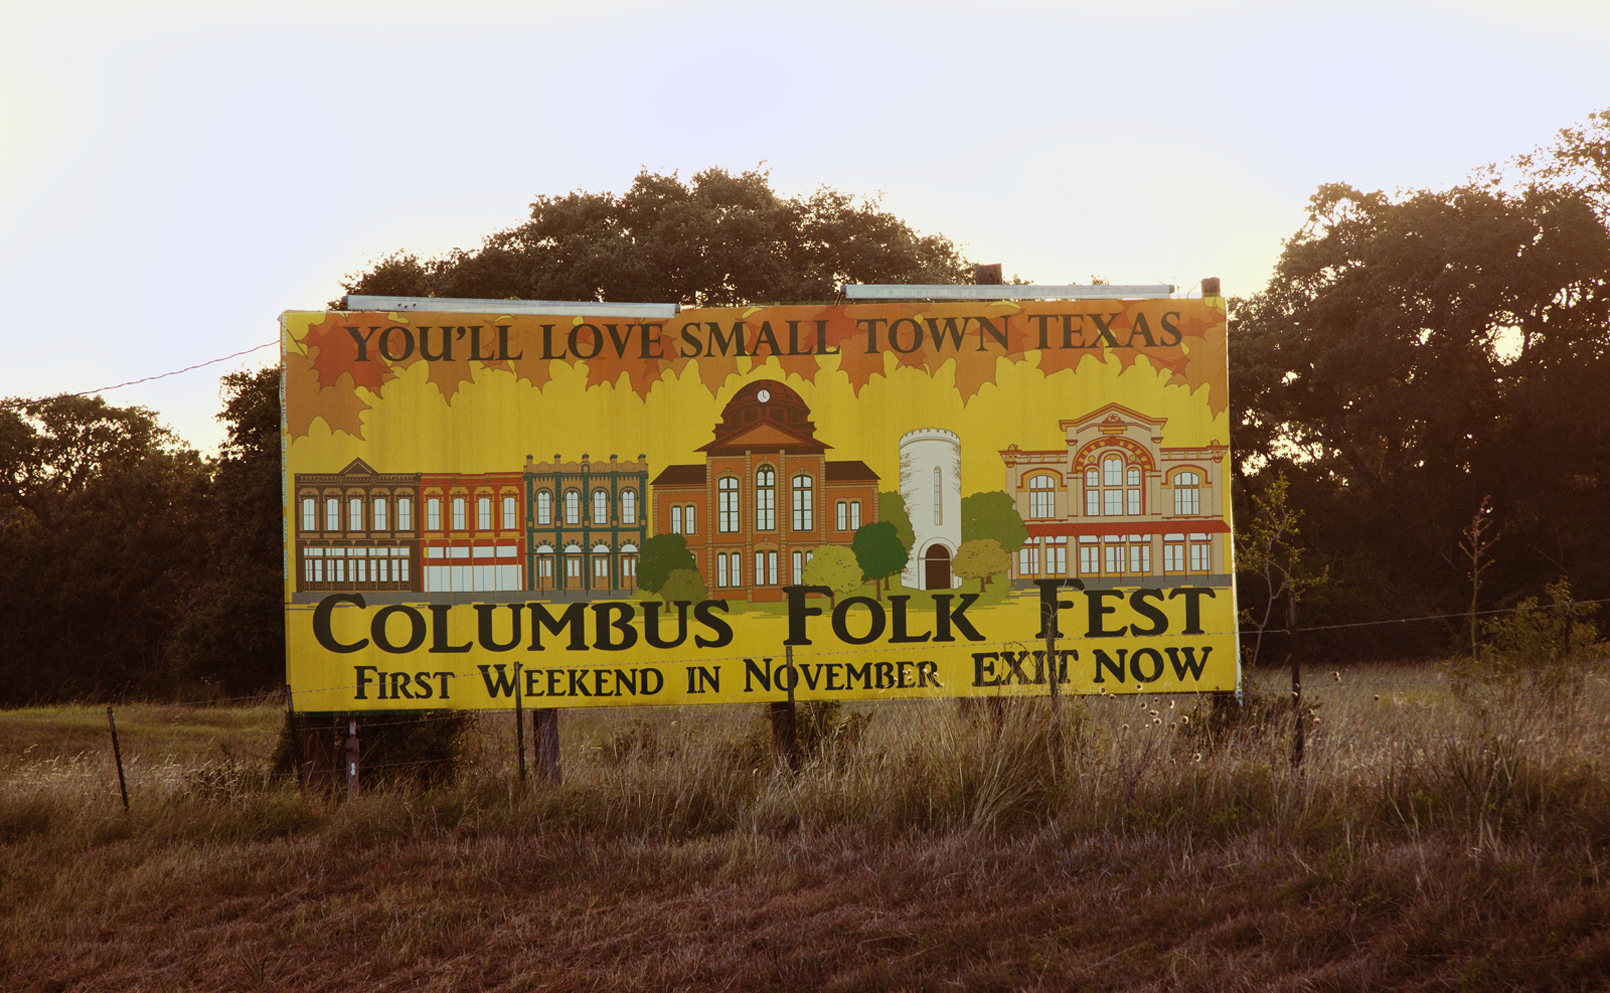 YOU'LL LOVE SMALL TOWN TEXAS
COLUMBUS FOLK FEST
FIRST WEEKEND IN NOVEMBER EXIT NOW